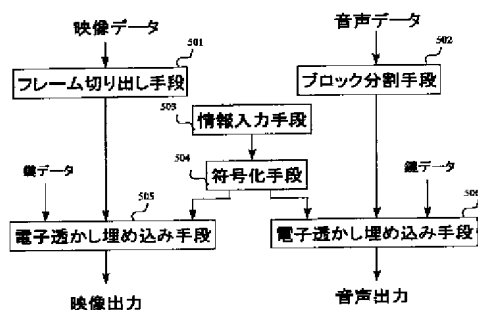 映像データ
音声データ
501
フレーム切り出し手段
502
ブロック分割手段
503
情報入力手段
504
符号化手段
鍵データ
鍵データ
505
電子透かし埋め込み手段
506
電子透かし埋め込み手段
映像出力
音声出力